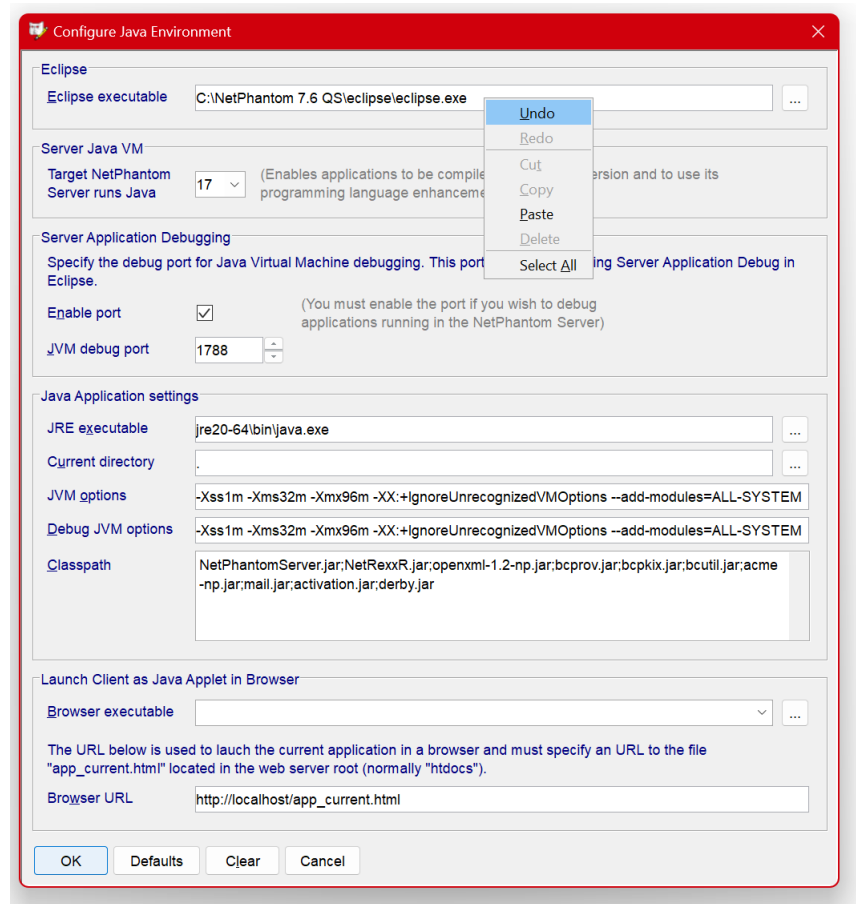 Configure Java Environment
Eclipse
Eclipse executable
C:\NetPhantom 7.6 QS\eclipse\eclipse.exe
...
Undo
Redo
Cut
Copy
Paste
Delete
Select All
Server Java VM
Target NetPhantom
Server runs Java
17
(Enables applications to be compile
ersion and to use its
programming language enhanceme
Server Application Debugging
Specify the debug port for Java Virtual Machine debugging. This port
ing Server Application Debug in
Eclipse.
Enable port
(You must enable the port if you wish to debug
applications running in the NetPhantom Server)
JVM debug port
1788
Java Application settings
JRE executable
jre20-64\bin\java.exe
...
Current directory
.
...
JVM options
-Xss1m -Xms32m -Xmx96m -XX:+IgnoreUnrecognizedVMOptions --add-modules=ALL-SYSTEM
Debug JVM options
-Xss1m -Xms32m -Xmx96m -XX:+IgnoreUnrecognizedVMOptions --add-modules=ALL-SYSTEM
Classpath
NetPhantomServer.jar;NetRexxR.jar;openxml-1.2-np.jar;bcprov.jar;bcpkix.jar;bcutil.jar;acme
-np.jar;mail.jar;activation.jar;derby.jar
Launch Client as Java Applet in Browser
Browser executable
...
The URL below is used to lauch the current application in a browser and must specify an URL to the file
"app_current.html" located in the web server root (normally "htdocs").
Browser URL
http://localhost/app_current.html
OK
Defaults
Clear
Cancel